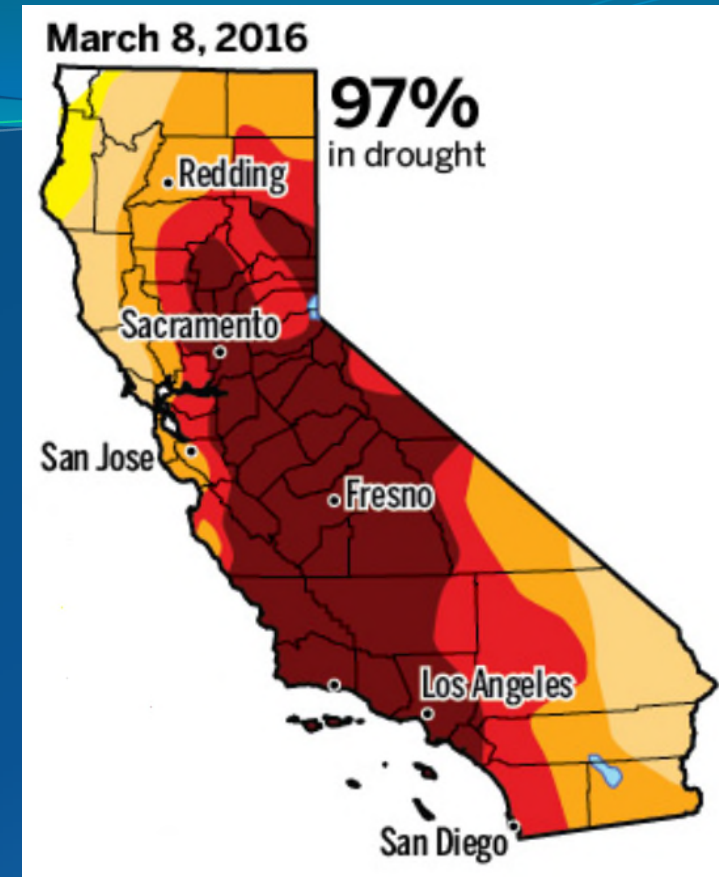 March 8, 2016
97%
in drought
Redding
Sacramento
San Jose
Fresno
Los Angeles
San Diego